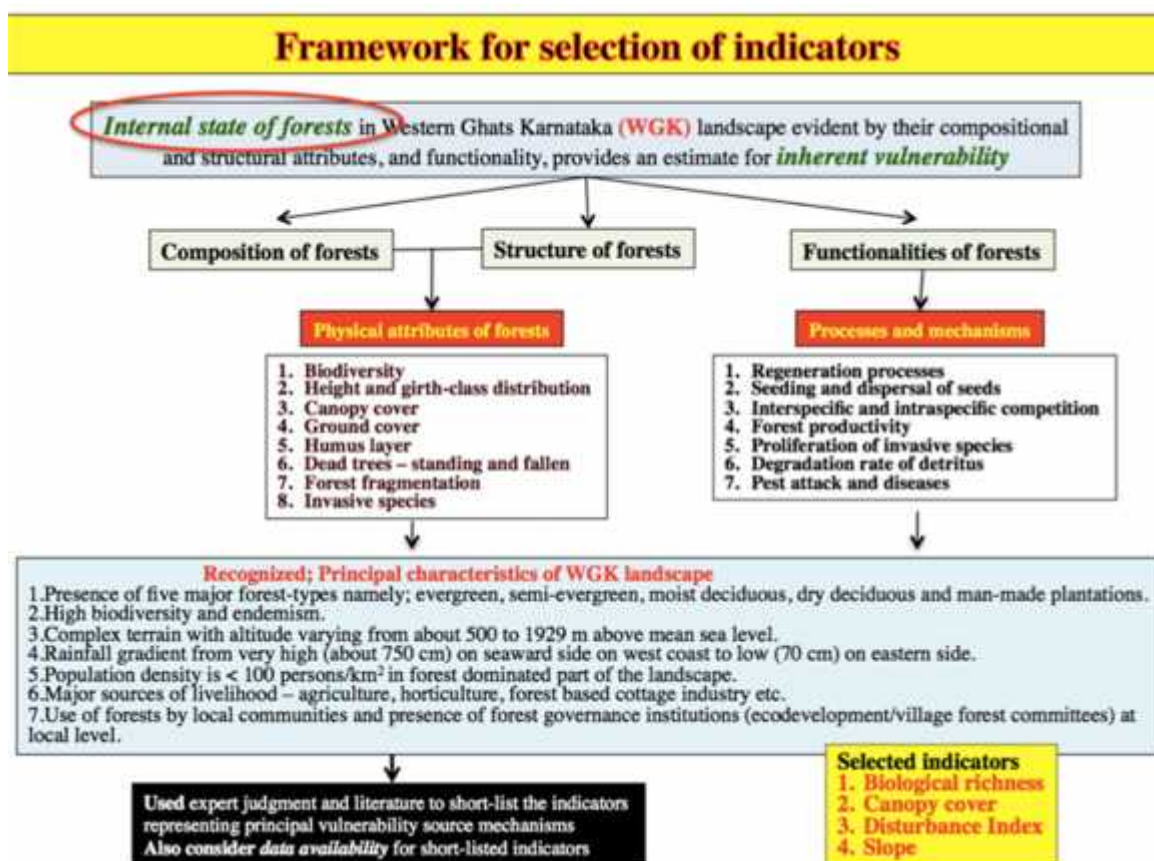 Framework for selection of indicators
Internal state of forests in Western Ghats Karnataka (WGK) landscape evident by their compositional
and structural attributes, and functionality, provides an estimate for inherent vulnerability
Composition of forests
Structure of forests
Functionalities of forests
Physical attributes of forests
1. Biodiversity
2. Height and girth-class distribution
3. Canopy cover
4. Ground cover
5. Humus layer
6. Dead trees – standing and fallen
7. Forest fragmentation
8. Invasive species
Processes and mechanisms
1. Regeneration processes
2. Seeding and dispersal of seeds
3. Interspecific and intraspecific competition
4. Forest productivity
5. Proliferation of invasive species
6. Degradation rate of detritus
7. Pest attack and diseases
Recognized; Principal characteristics of WGK landscape
1.Presence of five major forest-types namely; evergreen, semi-evergreen, moist deciduous, dry deciduous and man-made plantations.
2.High biodiversity and endemism.
3.Complex terrain with altitude varying from about 500 to 1929 m above mean sea level.
4.Rainfall gradient from very high (about 750 cm) on seaward side on west coast to low (70 cm) on eastern side.
5.Population density is < 100 persons/km² in forest dominated part of the landscape.
6.Major sources of livelihood – agriculture, horticulture, forest based cottage industry etc.
7.Use of forests by local communities and presence of forest governance institutions (ecodevelopment/village forest committees) at
local level.
Used expert judgment and literature to short-list the indicators
representing principal vulnerability source mechanisms
Also consider data availability for short-listed indicators
Selected indicators
1. Biological richness
2. Canopy cover
3. Disturbance Index
4. Slope